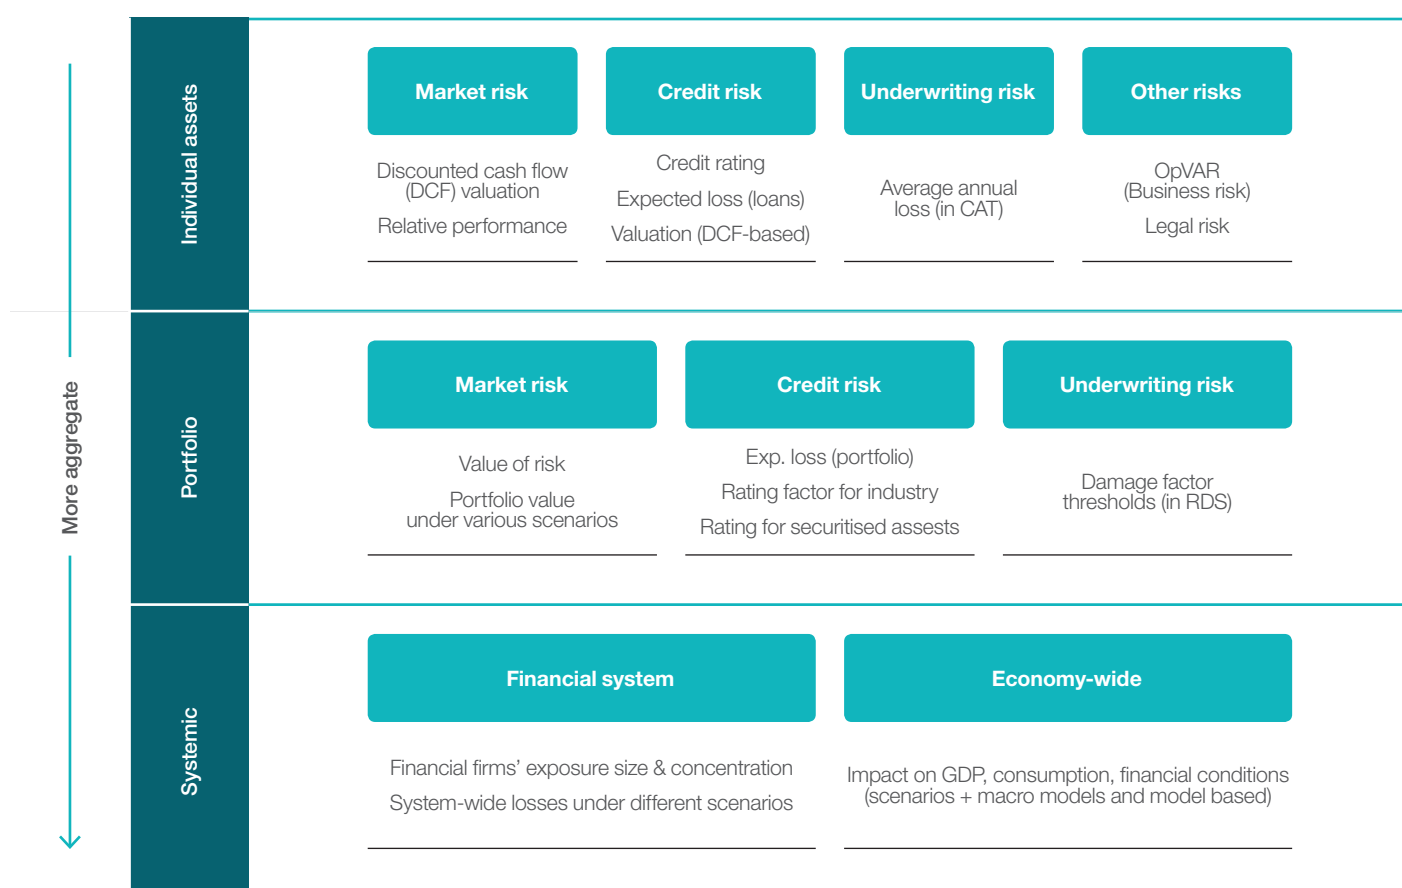 More aggregate
Individual assets
Market risk
Discounted cash flow
(DCF) valuation
Relative performance
Credit risk
Credit rating
Expected loss (loans)
Valuation (DCF-based)
Underwriting risk
Average annual
loss (in CAT)
Other risks
OpVAR
(Business risk)
Legal risk
Portfolio
Market risk
Value of risk
Portfolio value
under various scenarios
Credit risk
Exp. loss (portfolio)
Rating factor for industry
Rating for securitised assests
Underwriting risk
Damage factor
thresholds (in RDS)
Systemic
Financial system
Financial firms’ exposure size & concentration
System-wide losses under different scenarios
Economy-wide
Impact on GDP, consumption, financial conditions
(scenarios + macro models and model based)